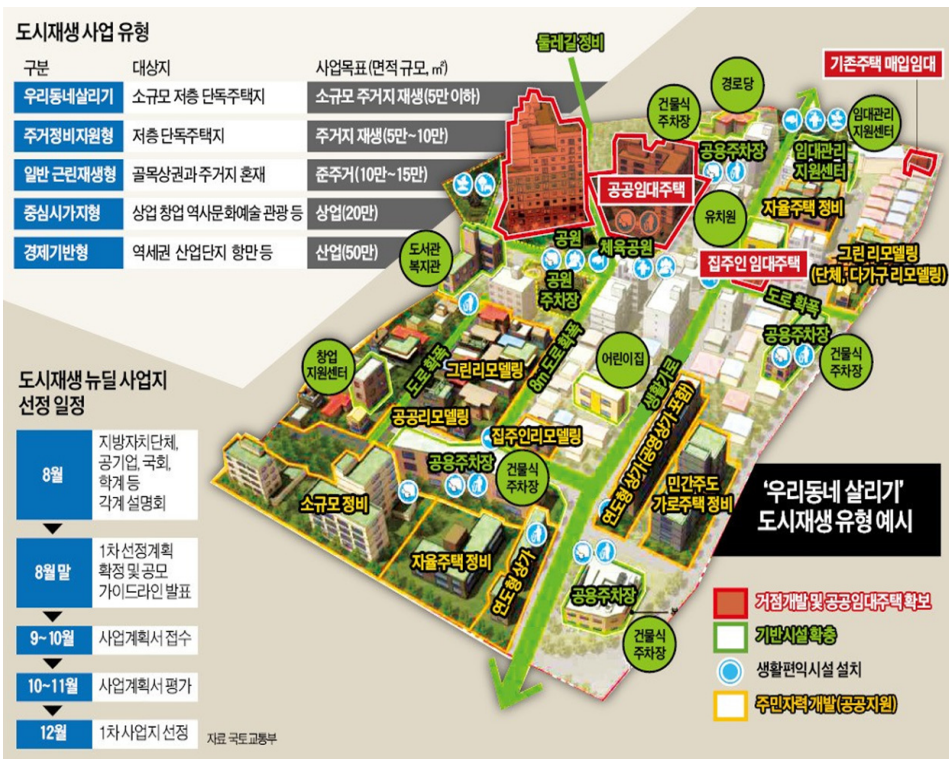 도시재생 사업 유형
구분 대상지 사업목표(면적 규모, ㎡)
우리동네살리기 소규모 저층 단독주택지 소규모 주거지 재생(5만 이하)
주거정비지원형 저층 단독주택지 주거지 재생(5만~10만)
일반 근린재생형 골목상권과 주거지 혼재 준주거(10만~15만)
중심시가지형 상업 창업 역사문화예술 관광 등 상업(20만)
경제기반형 역세권 산업단지 항만 등 산업(50만)
도시재생 뉴딜 사업지
선정 일정
8월
지방자치단체,
공기업, 국회,
학계 등
각계 설명회
8월 말
1차 선정계획
확정 및 공모
가이드라인 발표
9~10월 사업계획서 접수
10~11월 사업계획서 평가
12월 1차 사업지 선정
자료 국토교통부
둘레길 정비
기존주택 매입임대
경로당
건물식
주차장
임대관리
지원센터
공용주차장
임대관리
지원센터
공공임대주택
유치원
자율주택 정비
도서관
복지관
공원
체육공원
집주인 임대주택
그린 리모델링
(단체, 다가구 리모델링)
공원
주차장
도로 확폭
공용주차장
건물식
주차장
창업
지원센터
도로 확폭
그린리모델링
8m 도로 확폭
어린이집
생활가로
공공리모델링
집주인리모델링
연도형 상가(공영 상가 포함)
공용주차장
건물식
주차장
민간주도
가로주택 정비
소규모 정비
자율주택 정비
연도형 상가
공용주차장
건물식
주차장
‘우리동네 살리기’
도시재생 유형 예시
거점개발 및 공공임대주택 확보
기반시설 확충
생활편익시설 설치
주민자력 개발(공공지원)